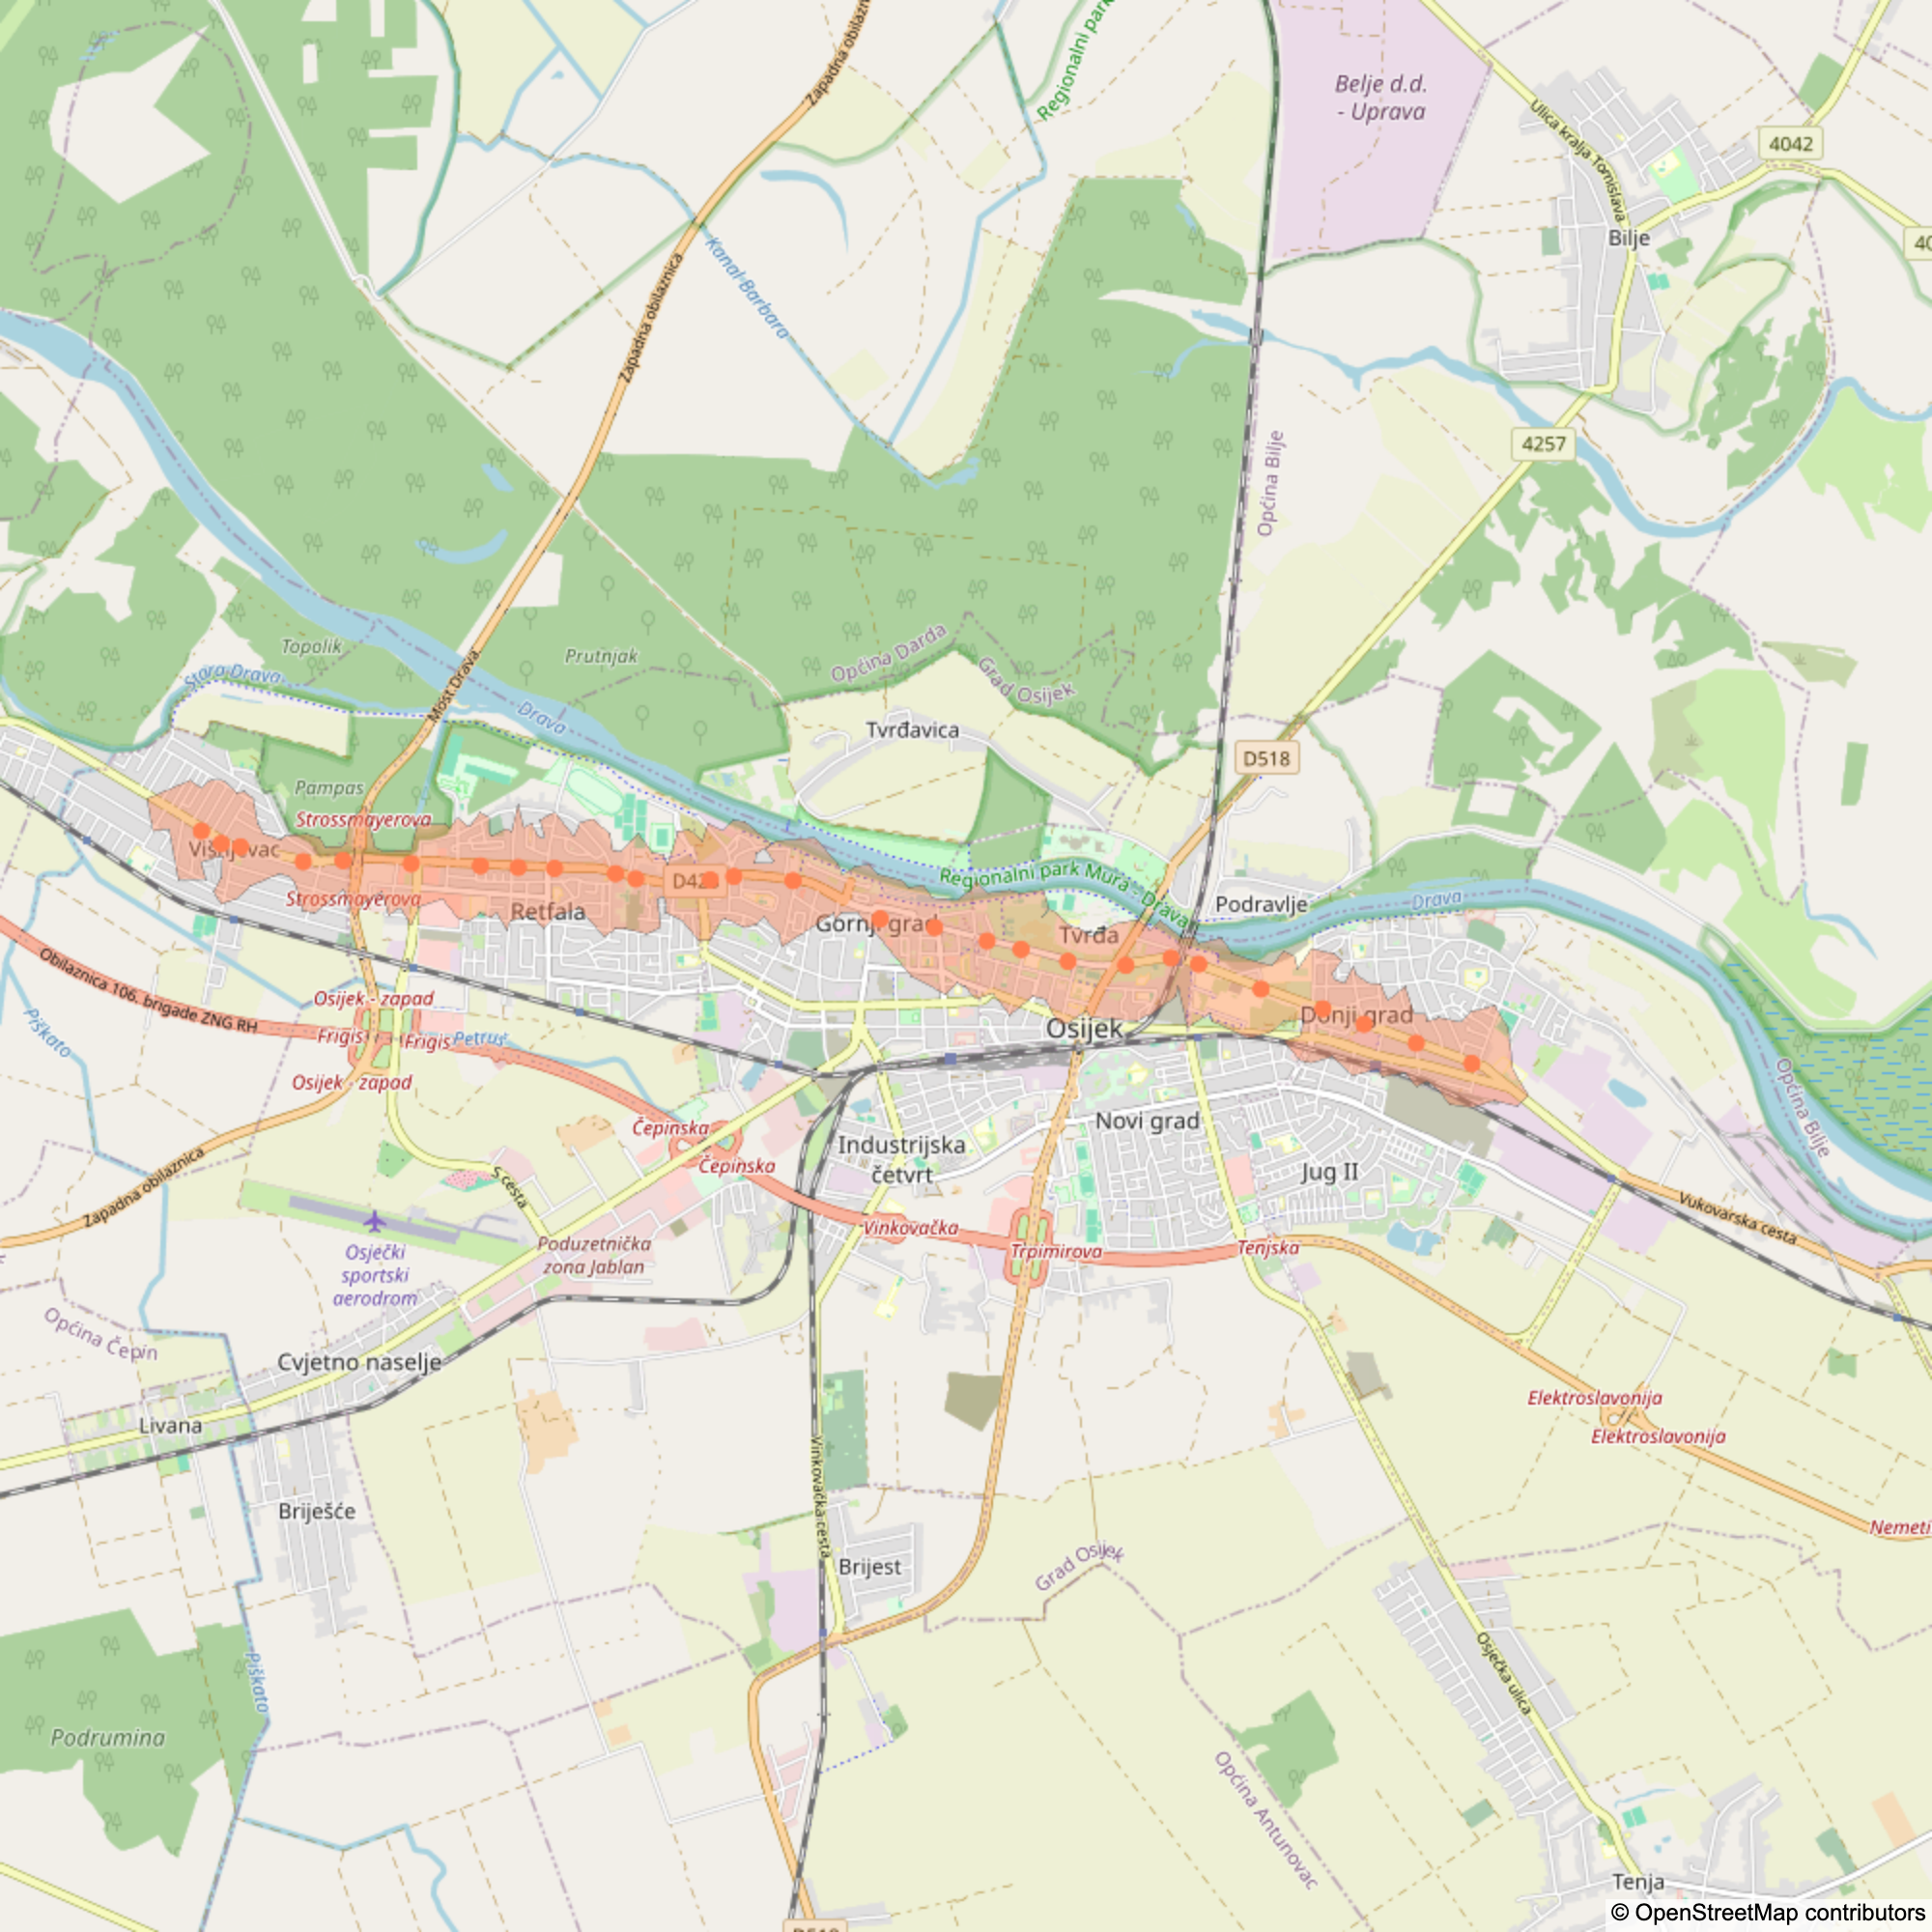 Zapadna obilaznica
Regionalni park
Belje d.d.
- Uprava
Ulica kralja Tomislava
4042
Bilje
Kanal Barbara
Zapadna obilaznica
4257
Općina Bilje
Topolik
Prutnjak
Općina Darda
Grad Osijek
Stara Drava
Most Drava
Drava
Tvrđavica
D518
Pampas
Strossmayerova
Višnjevac
D42
Regionalni park Mura - Drava
Strossmayerova
Retfala
Gornji grad
Tvrđa
Podravlje
Drava
Obilaznica 106. brigade ZNG RH
Osijek - zapad
Donji grad
Osijek
Piškato
Frigis
Frigis
Petruš
Osijek - zapad
Općina Bilje
Čepinska
Novi grad
Industrijska
četvrt
Čepinska
Jug II
Zapadna obilaznica
S cesta
Vukovarska cesta
Vinkovačka
Trpimirova
Tenjska
Poduzetnička
zona Jablan
Osječki
sportski
aerodrom
Općina Čepin
Cvjetno naselje
Livana
Elektroslavonija
Elektroslavonija
Vinkovačka cesta
Briješće
Nemeti
Brijest
Grad Osijek
Piškato
Osječka ulica
Podrumina
Općina Antunovac
Tenja
© OpenStreetMap contributors